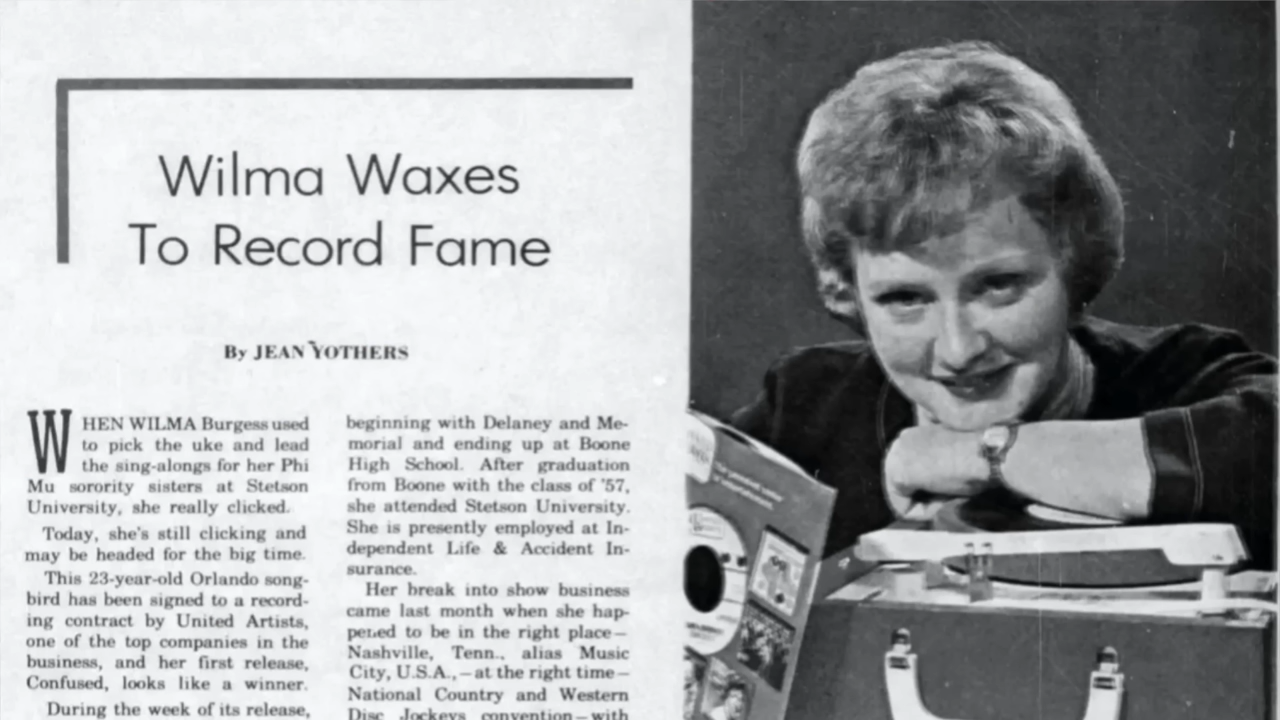 Wilma Waxes
To Record Fame
By JEAN YOTHERS
WHEN WILMA Burgess used
to pick the uke and lead
the sing-alongs for her Phi
Mu sorority sisters at Stetson
University, she really clicked.
Today, she's still clicking and
may be headed for the big time.
This 23-year-old Orlando song-
bird has been signed to a record-
ing contract by United Artists,
one of the top companies in the
business, and her first release,
Confused, looks like a winner.
During the week of its release,
beginning with Delaney and Me-
morial and ending up at Boone
High School. After graduation
from Boone with the class of '57,
she attended Stetson University.
She is presently employed at In-
dependent Life & Accident In-
surance.
Her break into show business
came last month when she hap-
pened to be in the right place—
Nashville, Tenn., alias Music
City, U.S.A.,—at the right time—
National Country and Western
Disc Jockeys convention—with